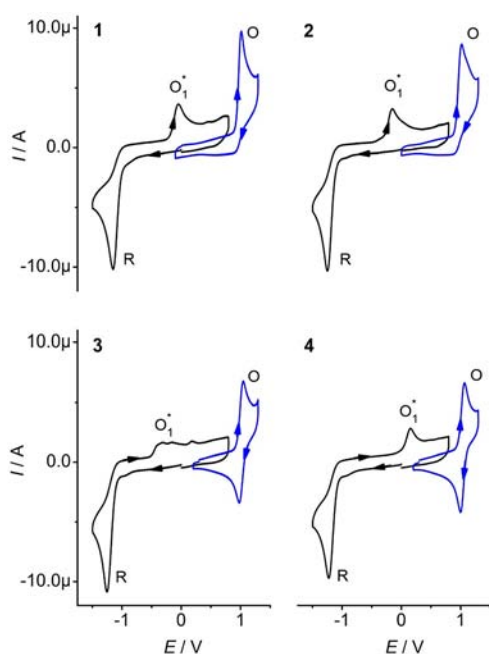 10.0µ
1
O
2
O
O₁*
O₁*
I / A
0.0
R
R
-10.0µ
10.0µ
3
O
4
O
O₁*
O₁*
I / A
0.0
R
R
-10.0µ
-1 0 1 -1 0 1
E / V E / V